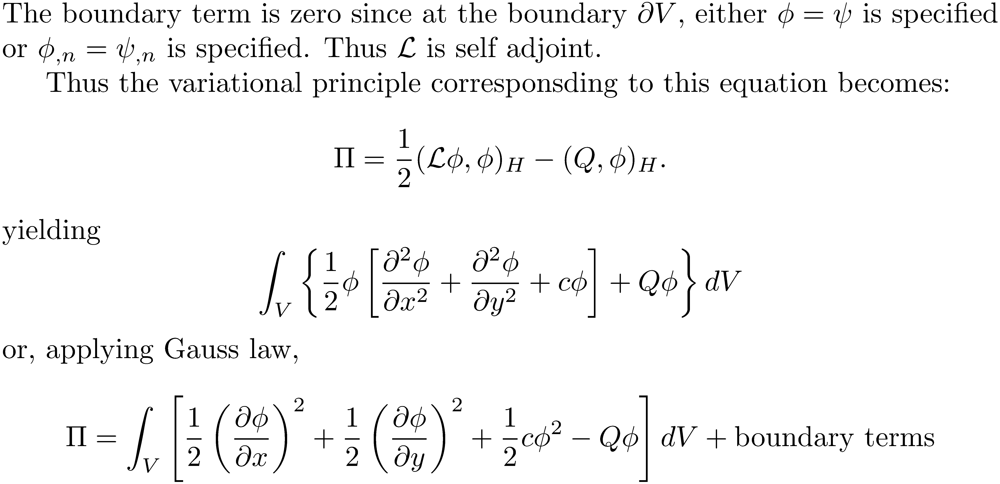 The boundary term is zero since at the boundary $\partial V$, either $\phi = \psi$ is specified
or $\phi_{,n} = \psi_{,n}$ is specified. Thus $\mathcal{L}$ is self adjoint.
Thus the variational principle corresponsding to this equation becomes:
$\Pi = \frac{1}{2}(\mathcal{L}\phi, \phi)_H - (Q, \phi)_H.$
yielding
$\int_V \left\{ \frac{1}{2}\phi \left[ \frac{\partial^2 \phi}{\partial x^2} + \frac{\partial^2 \phi}{\partial y^2} + c\phi \right] + Q\phi \right\} dV$
or, applying Gauss law,
$\Pi = \int_V \left[ \frac{1}{2} \left( \frac{\partial \phi}{\partial x} \right)^2 + \frac{1}{2} \left( \frac{\partial \phi}{\partial y} \right)^2 + \frac{1}{2} c\phi^2 - Q\phi \right] dV + \text{boundary terms}$